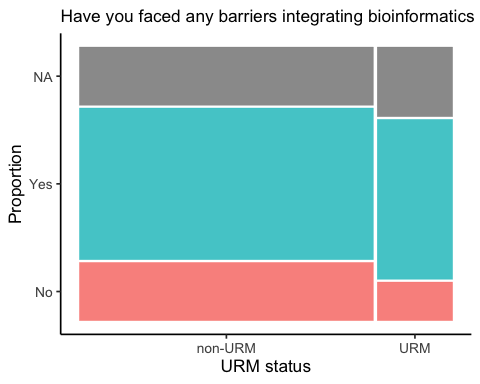 Have you faced any barriers integrating bioinformatics
NA
Yes
No
Proportion
non-URM URM
URM status